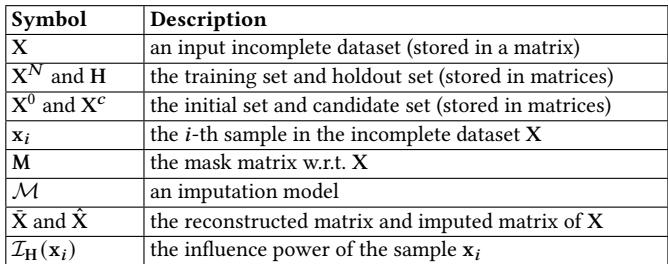 Symbol Description
X an input incomplete dataset (stored in a matrix)
X^N and H the training set and holdout set (stored in matrices)
X^0 and X^c the initial set and candidate set (stored in matrices)
x_i the i-th sample in the incomplete dataset X
M the mask matrix w.r.t. X
ℳ an imputation model
X̄ and X̂ the reconstructed matrix and imputed matrix of X
ℐ_H(x_i) the influence power of the sample x_i